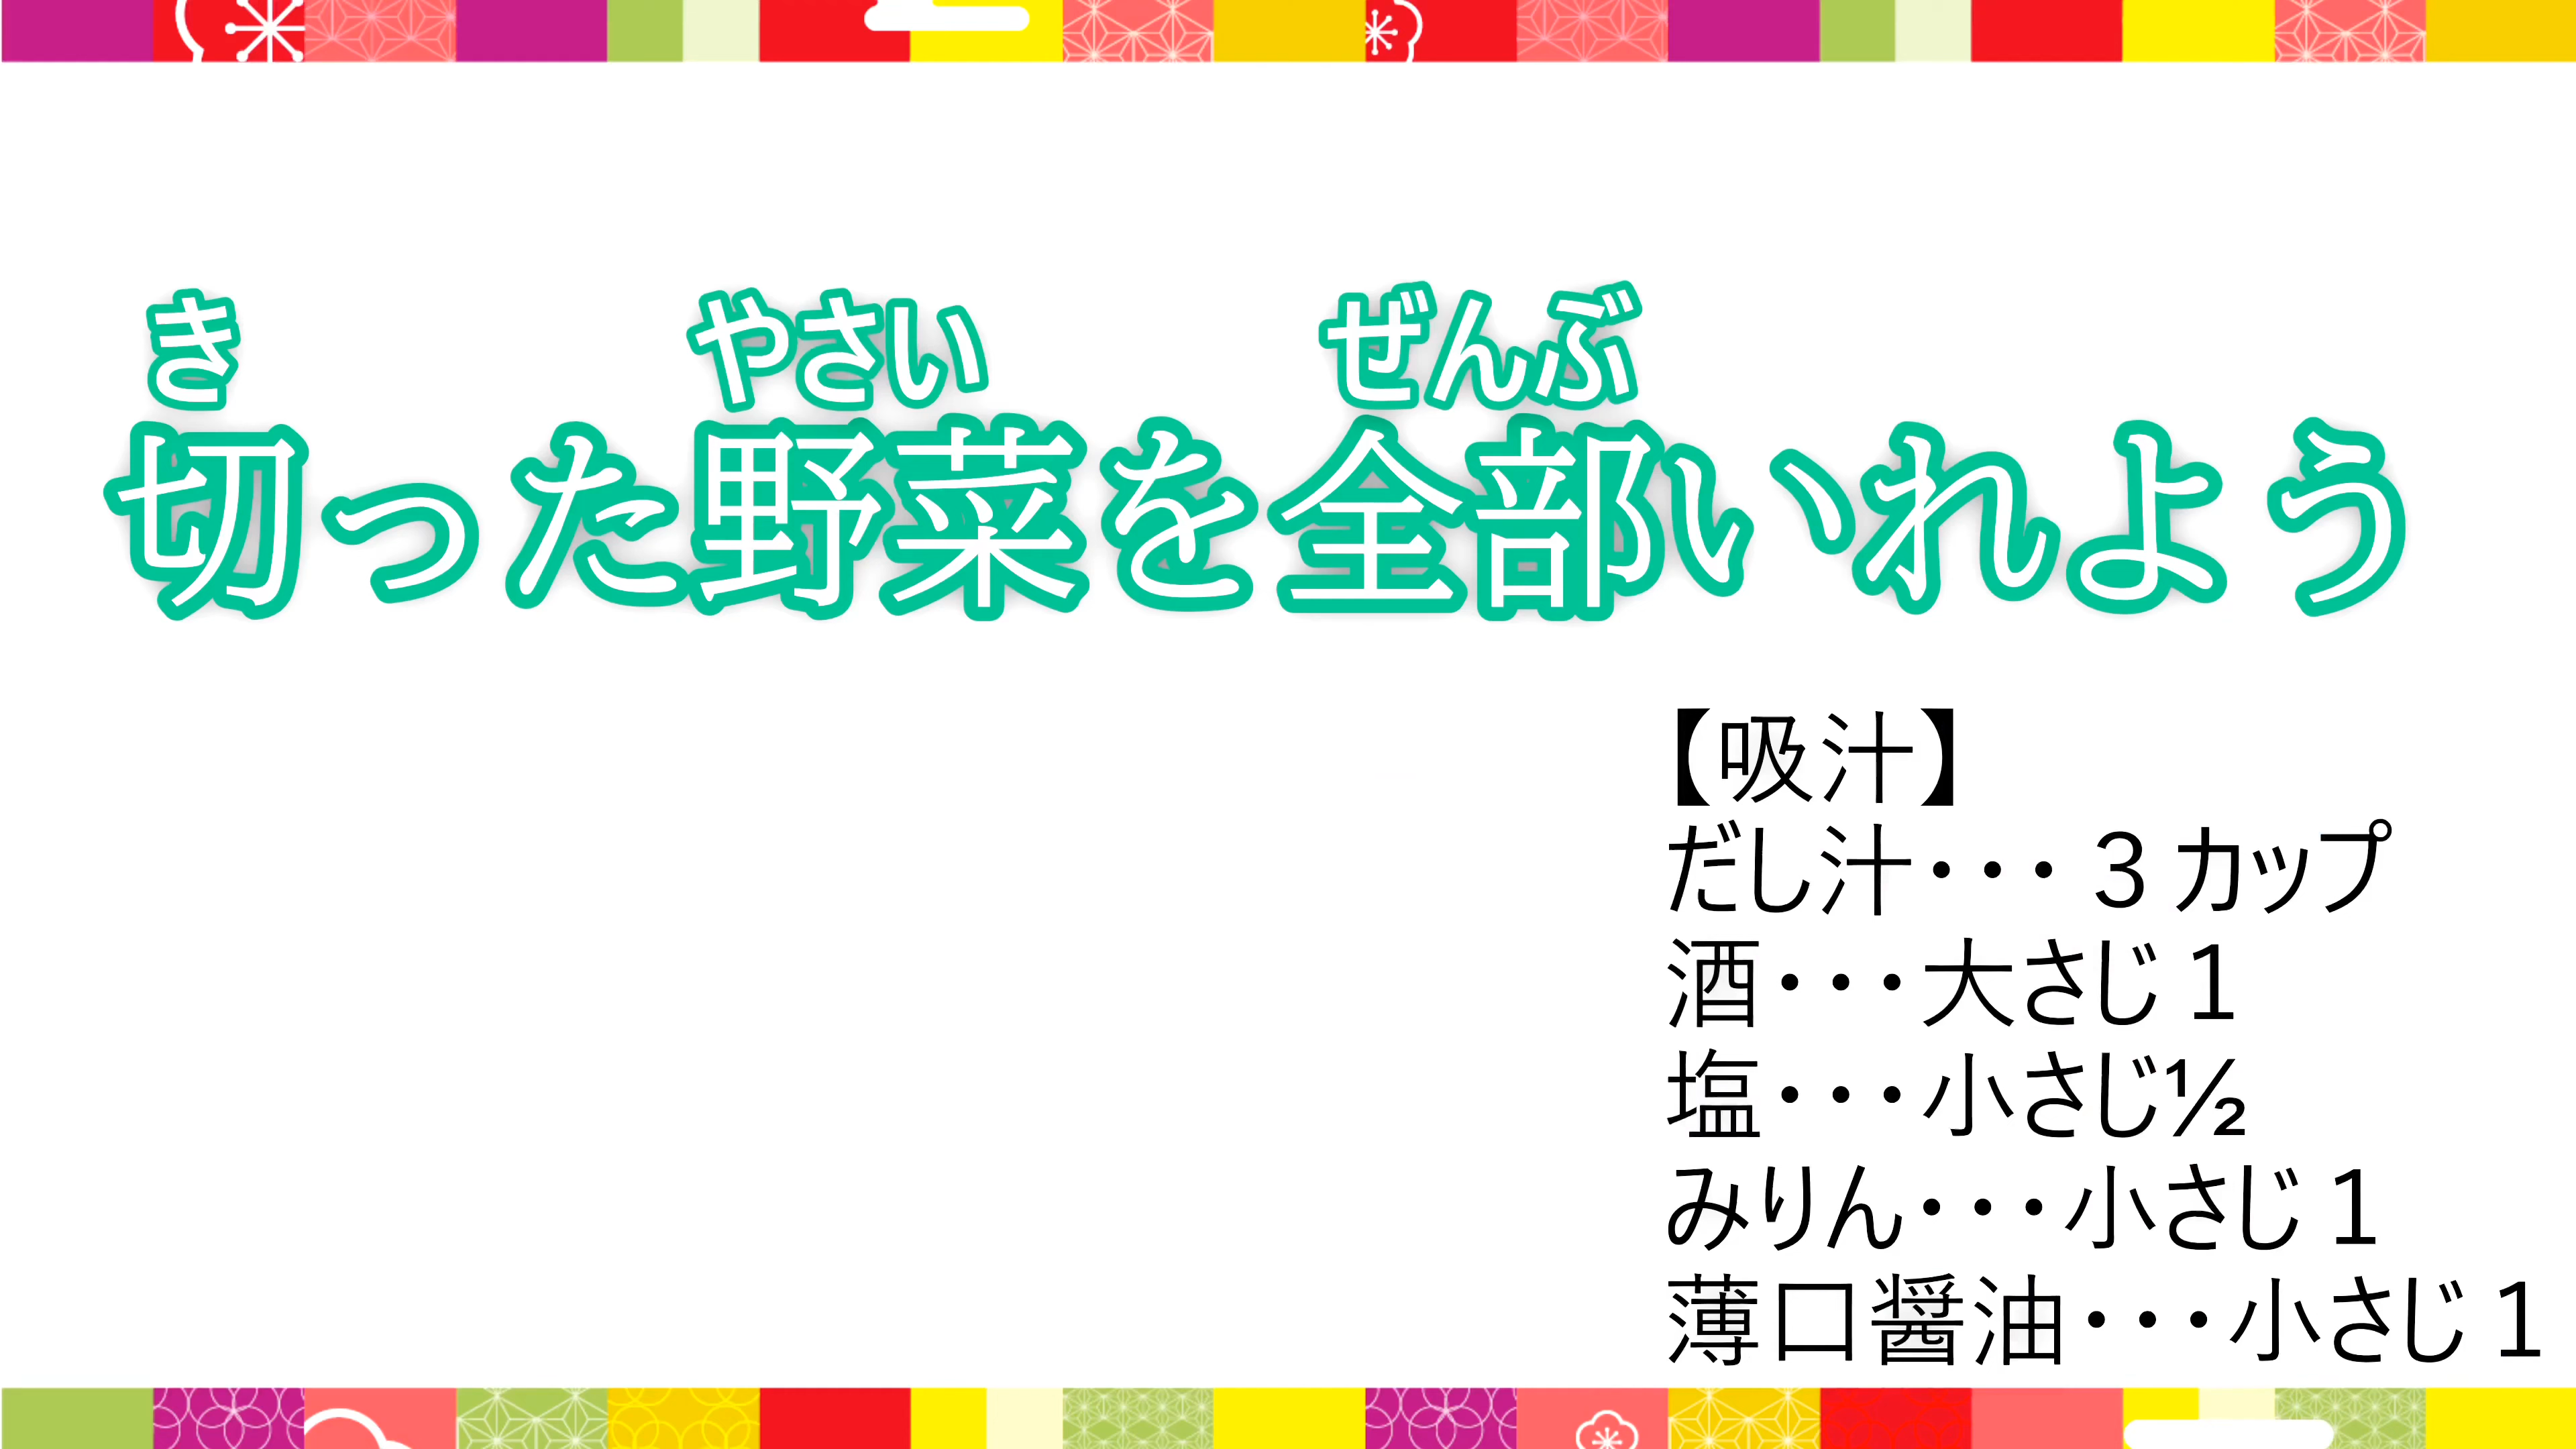 き やさい ぜんぶ
切った野菜を全部いれよう
【吸汁】
だし汁・・・３カップ
酒・・・大さじ１
塩・・・小さじ½
みりん・・・小さじ１
薄口醤油・・・小さじ１